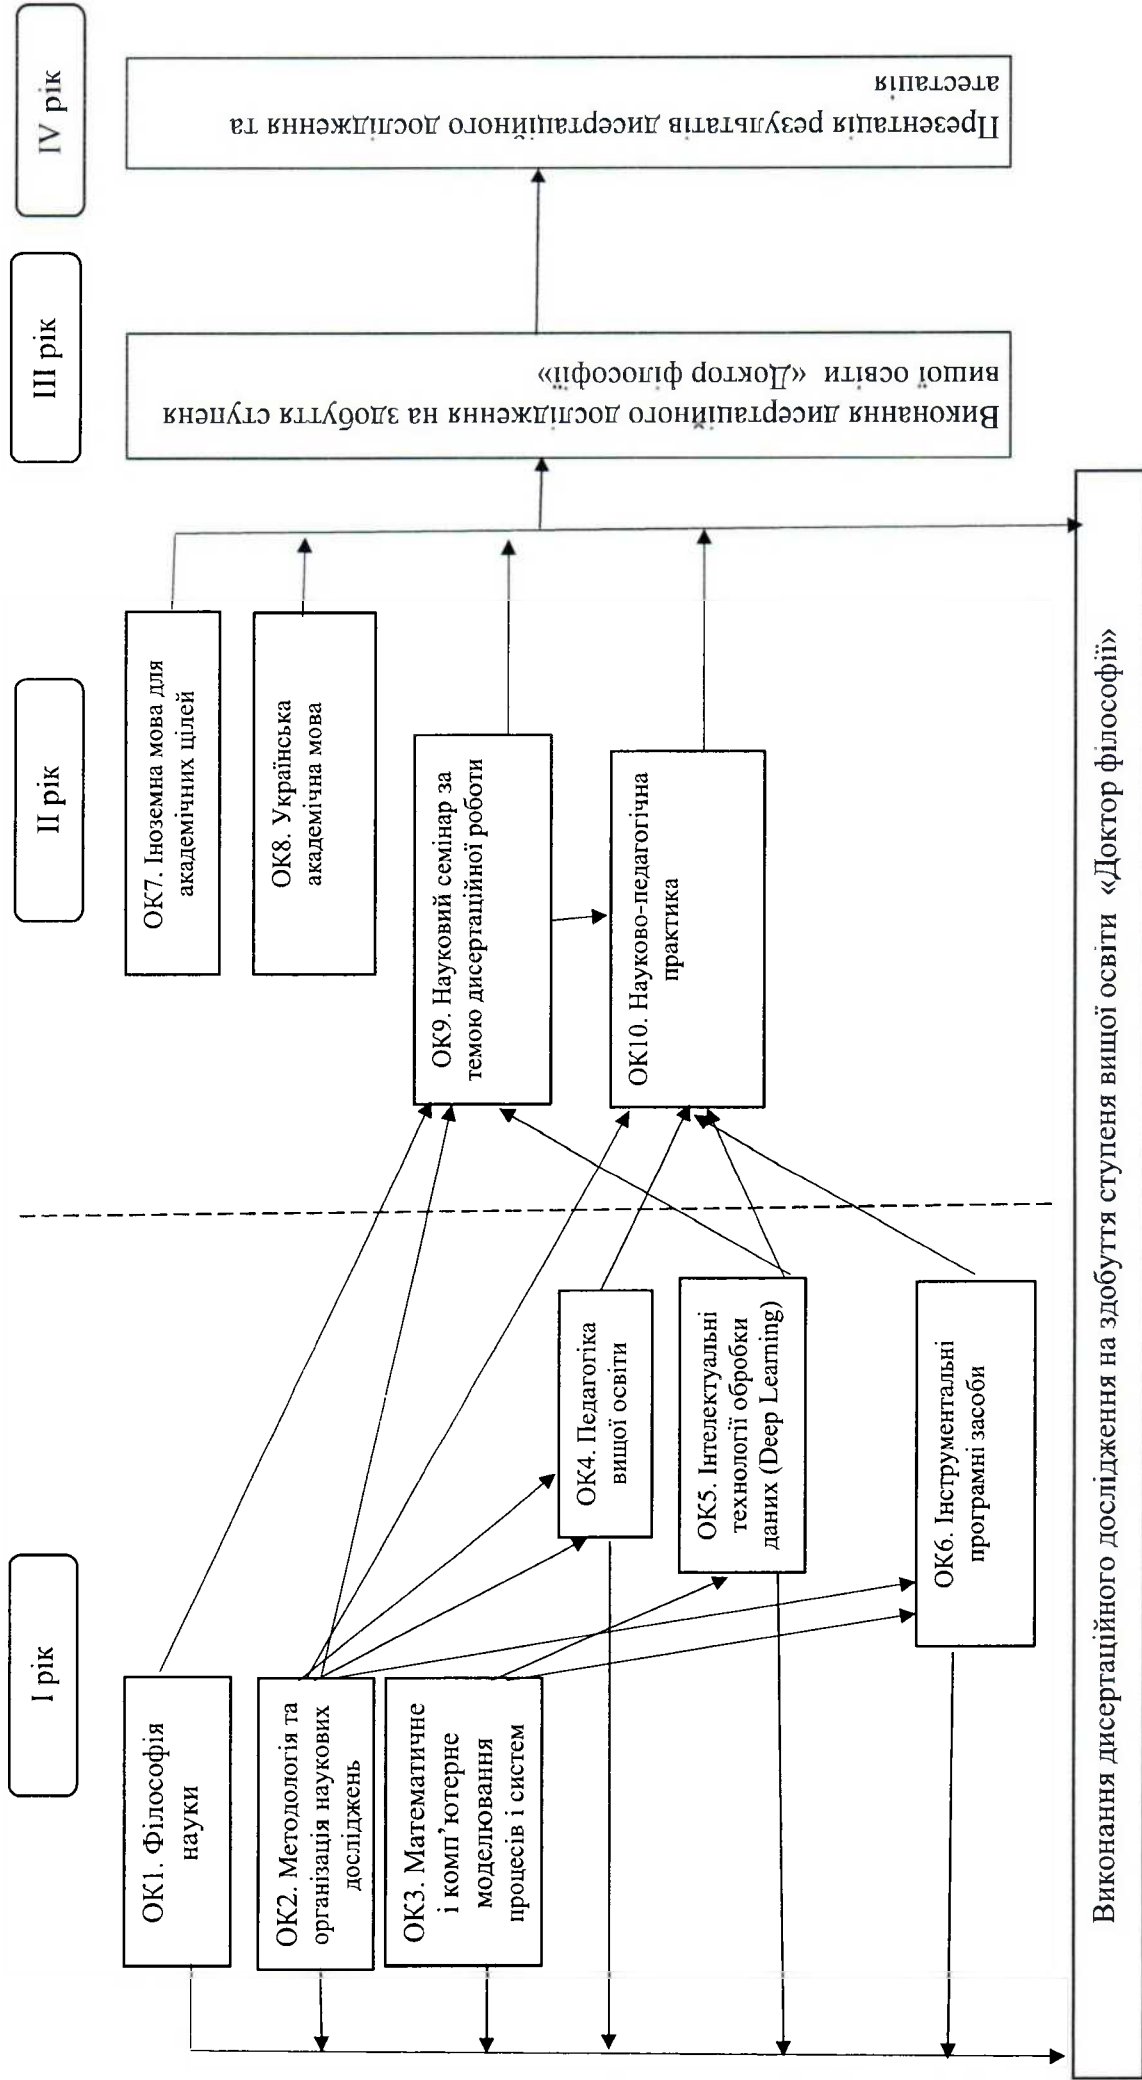 І рік
ІІ рік
ІІІ рік
IV рік
ОК1. Філософія
науки
ОК2. Методологія та
організація наукових
досліджень
ОК3. Математичне
і комп’ютерне
моделювання
процесів і систем
ОК4. Педагогіка
вищої освіти
ОК5. Інтелектуальні
технології обробки
даних (Deep Learning)
ОК6. Інструментальні
програмні засоби
ОК7. Іноземна мова для
академічних цілей
ОК8. Українська
академічна мова
ОК9. Науковий семінар за
темою дисертаційної роботи
ОК10. Науково-педагогічна
практика
Виконання дисертаційного дослідження на здобуття ступеня
вищої освіти «Доктор філософії»
Презентація результатів дисертаційного дослідження та
атестація
Виконання дисертаційного дослідження на здобуття ступеня вищої освіти «Доктор філософії»